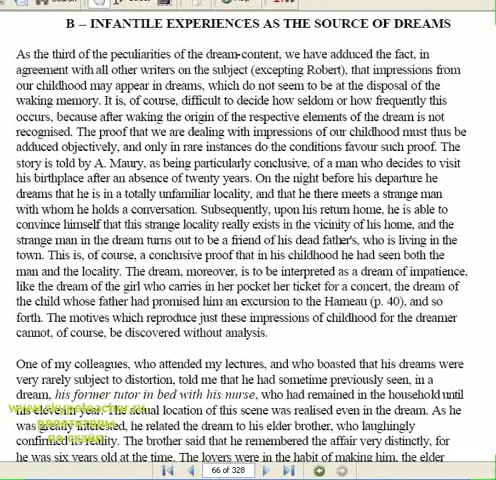 B – INFANTILE EXPERIENCES AS THE SOURCE OF DREAMS
As the third of the peculiarities of the dream-content, we have adduced the fact, in
agreement with all other writers on the subject (excepting Robert), that impressions from
our childhood may appear in dreams, which do not seem to be at the disposal of the
waking memory. It is, of course, difficult to decide how seldom or how frequently this
occurs, because after waking the origin of the respective elements of the dream is not
recognised. The proof that we are dealing with impressions of our childhood must thus be
adduced objectively, and only in rare instances do the conditions favour such proof. The
story is told by A. Maury, as being particularly conclusive, of a man who decides to visit
his birthplace after an absence of twenty years. On the night before his departure he
dreams that he is in a totally unfamiliar locality, and that he there meets a strange man
with whom he holds a conversation. Subsequently, upon his return home, he is able to
convince himself that this strange locality really exists in the vicinity of his home, and the
strange man in the dream turns out to be a friend of his dead father's, who is living in the
town. This is, of course, a conclusive proof that in his childhood he had seen both the
man and the locality. The dream, moreover, is to be interpreted as a dream of impatience,
like the dream of the girl who carries in her pocket her ticket for a concert, the dream of
the child whose father had promised him an excursion to the Hameau (p. 40), and so
forth. The motives which reproduce just these impressions of childhood for the dreamer
cannot, of course, be discovered without analysis.
One of my colleagues, who attended my lectures, and who boasted that his dreams were
very rarely subject to distortion, told me that he had sometime previously seen, in a
dream, his former tutor in bed with his nurse, who had remained in the household until
his eleventh year. The actual location of this scene was realised even in the dream. As he
was greatly interested, he related the dream to his elder brother, who laughingly
confirmed its reality. The brother said that he remembered the affair very distinctly, for
he was six years old at the time. The lovers were in the habit of making him, the elder
www.skypeteacher.ru
репетиторы
по skype
66 of 328